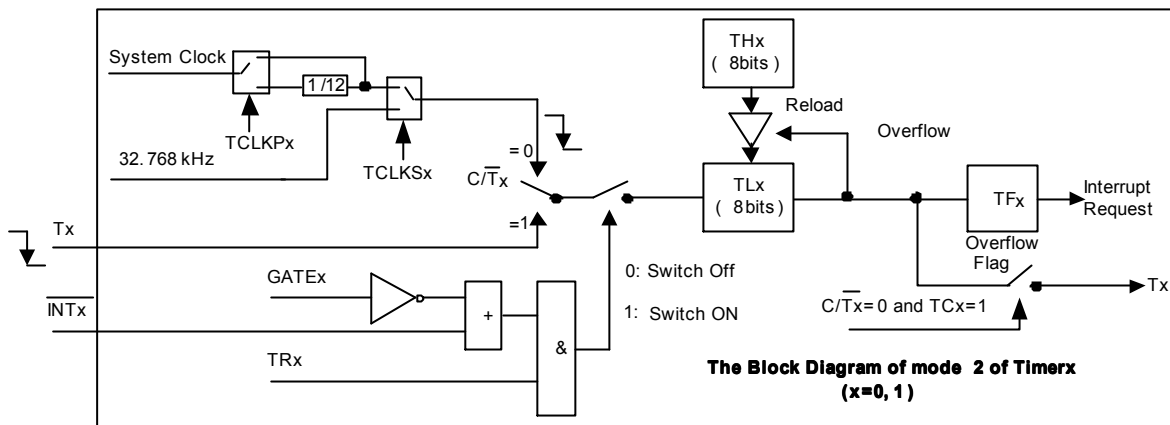 System Clock
1 /12
TCLKPx
32. 768 kHz
TCLKSx
= 0
C/T̅x
=1
Tx
GATEx
I̅N̅T̅x̅
TRx
+
&
0: Switch Off
1: Switch ON
THx
( 8bits )
Reload
Overflow
TLx
( 8bits )
TFx
Interrupt
Request
Overflow
Flag
Tx
C/T̅x=0 and TCx=1
The Block Diagram of mode 2 of Timerx
(x=0, 1 )